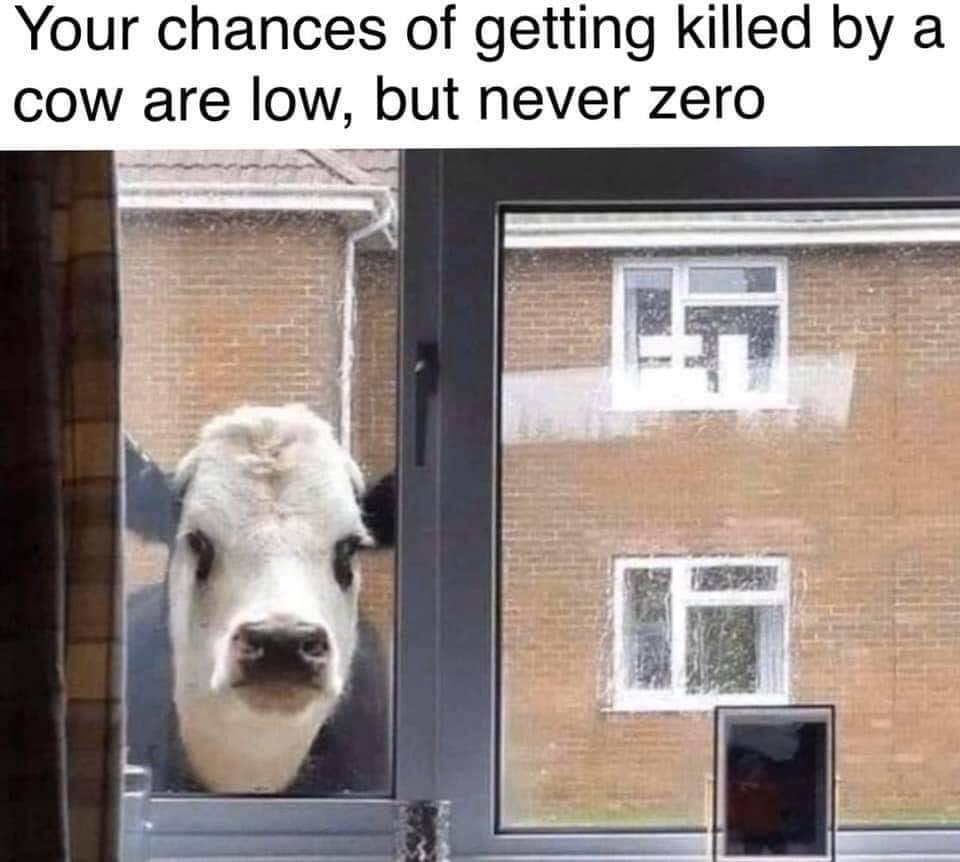 Your chances of getting killed by a
cow are low, but never zero